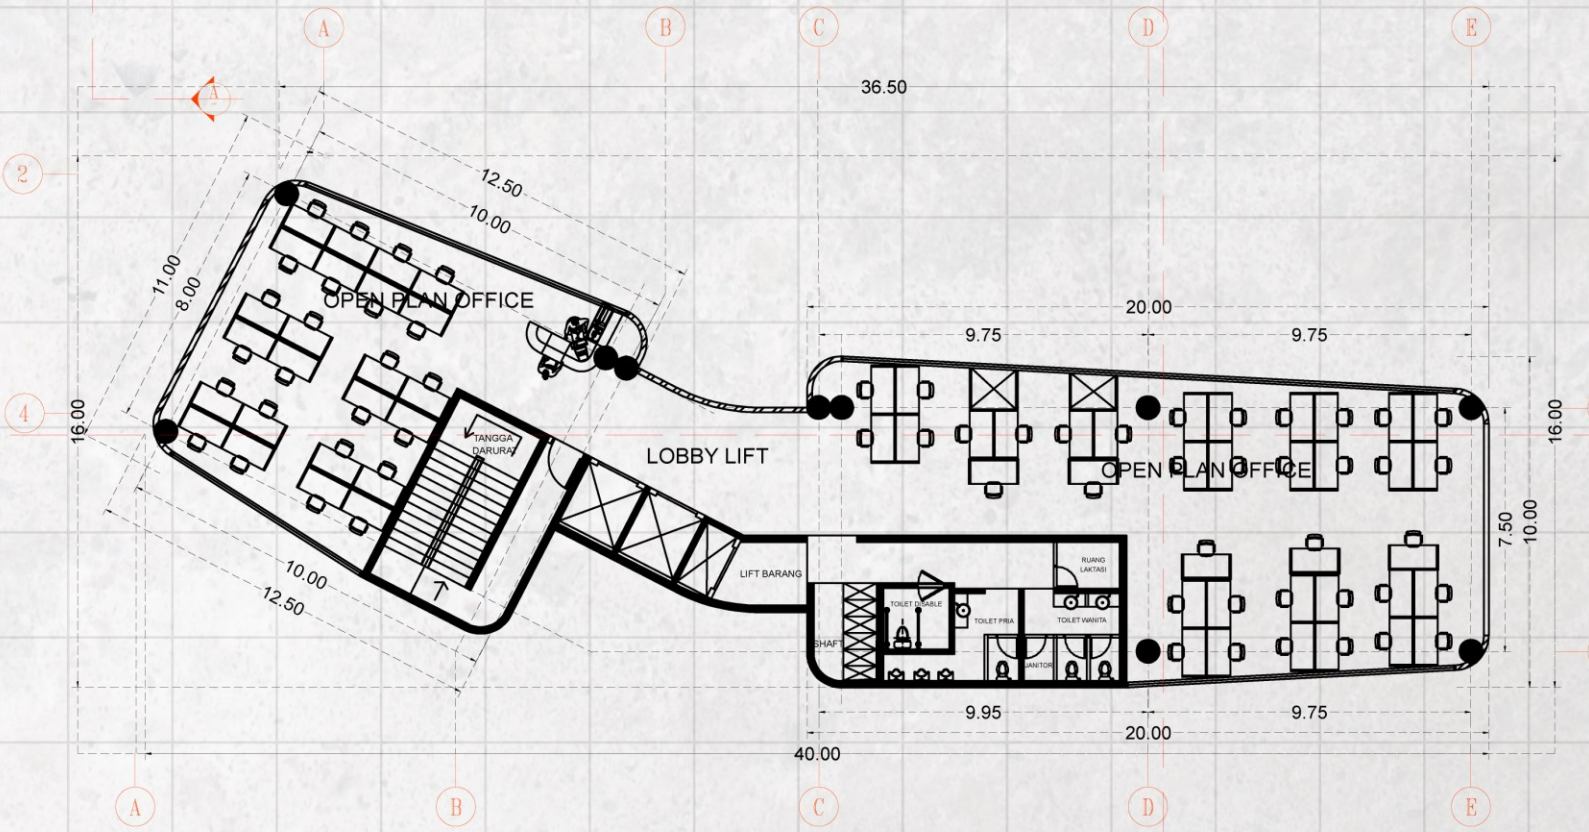 A
B
C
D
E
36.50
A
2
12.50
10.00
11.00
8.00
OPEN PLAN OFFICE
20.00
9.75
9.75
4
16.00
16.00
TANGGA
DARURAT
LOBBY LIFT
OPEN PLAN OFFICE
7.50
10.00
RUANG
LAKTASI
LIFT BARANG
10.00
12.50
TOILET DISABLE
TOILET PRIA
TOILET WANITA
SHAFT
JANITOR
9.95
9.75
20.00
40.00
A
B
C
D
E